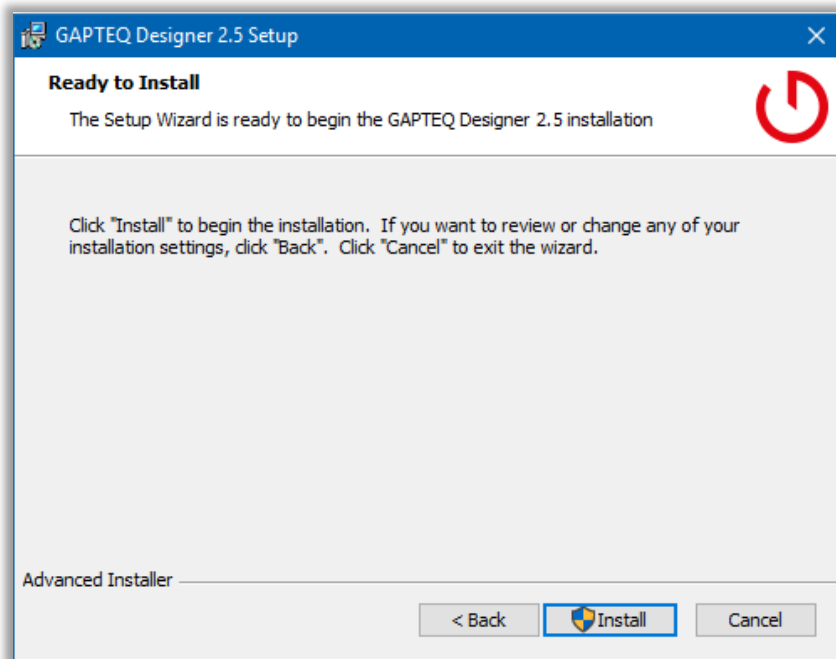 GAPTEQ Designer 2.5 Setup
Ready to Install
The Setup Wizard is ready to begin the GAPTEQ Designer 2.5 installation
Click "Install" to begin the installation.  If you want to review or change any of your
installation settings, click "Back".  Click "Cancel" to exit the wizard.
Advanced Installer
< Back
Install
Cancel